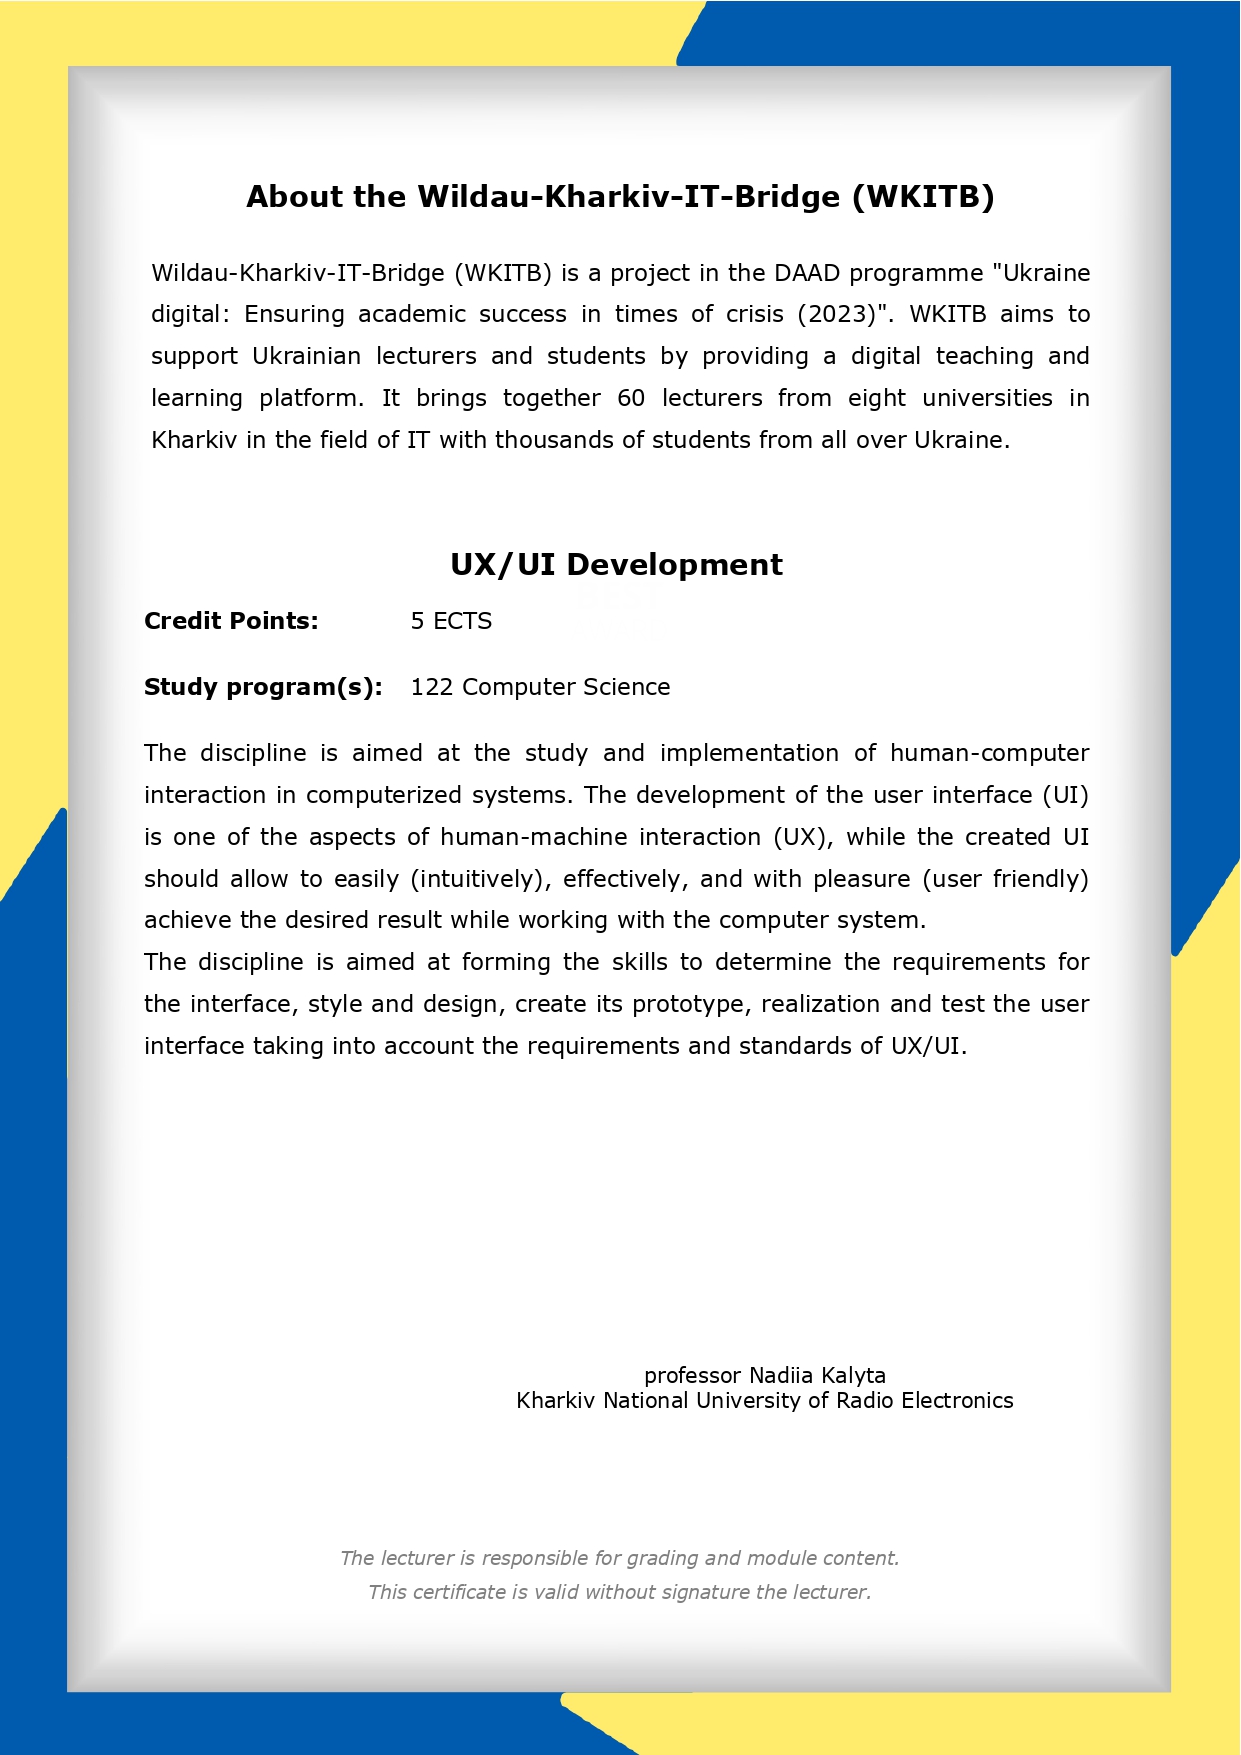 About the Wildau-Kharkiv-IT-Bridge (WKITB)
Wildau-Kharkiv-IT-Bridge (WKITB) is a project in the DAAD programme "Ukraine
digital: Ensuring academic success in times of crisis (2023)". WKITB aims to
support Ukrainian lecturers and students by providing a digital teaching and
learning platform. It brings together 60 lecturers from eight universities in
Kharkiv in the field of IT with thousands of students from all over Ukraine.
UX/UI Development
Credit Points: 5 ECTS
Study program(s): 122 Computer Science
The discipline is aimed at the study and implementation of human-computer
interaction in computerized systems. The development of the user interface (UI)
is one of the aspects of human-machine interaction (UX), while the created UI
should allow to easily (intuitively), effectively, and with pleasure (user friendly)
achieve the desired result while working with the computer system.
The discipline is aimed at forming the skills to determine the requirements for
the interface, style and design, create its prototype, realization and test the user
interface taking into account the requirements and standards of UX/UI.
professor Nadiia Kalyta
Kharkiv National University of Radio Electronics
The lecturer is responsible for grading and module content.
This certificate is valid without signature the lecturer.